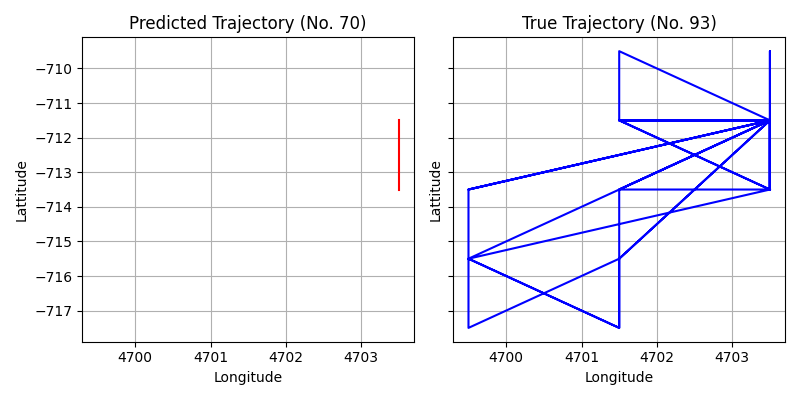 Predicted Trajectory (No. 70)
True Trajectory (No. 93)
Lattitude
−710
−711
−712
−713
−714
−715
−716
−717
4700
4701
4702
4703
Longitude
Lattitude
4700
4701
4702
4703
Longitude